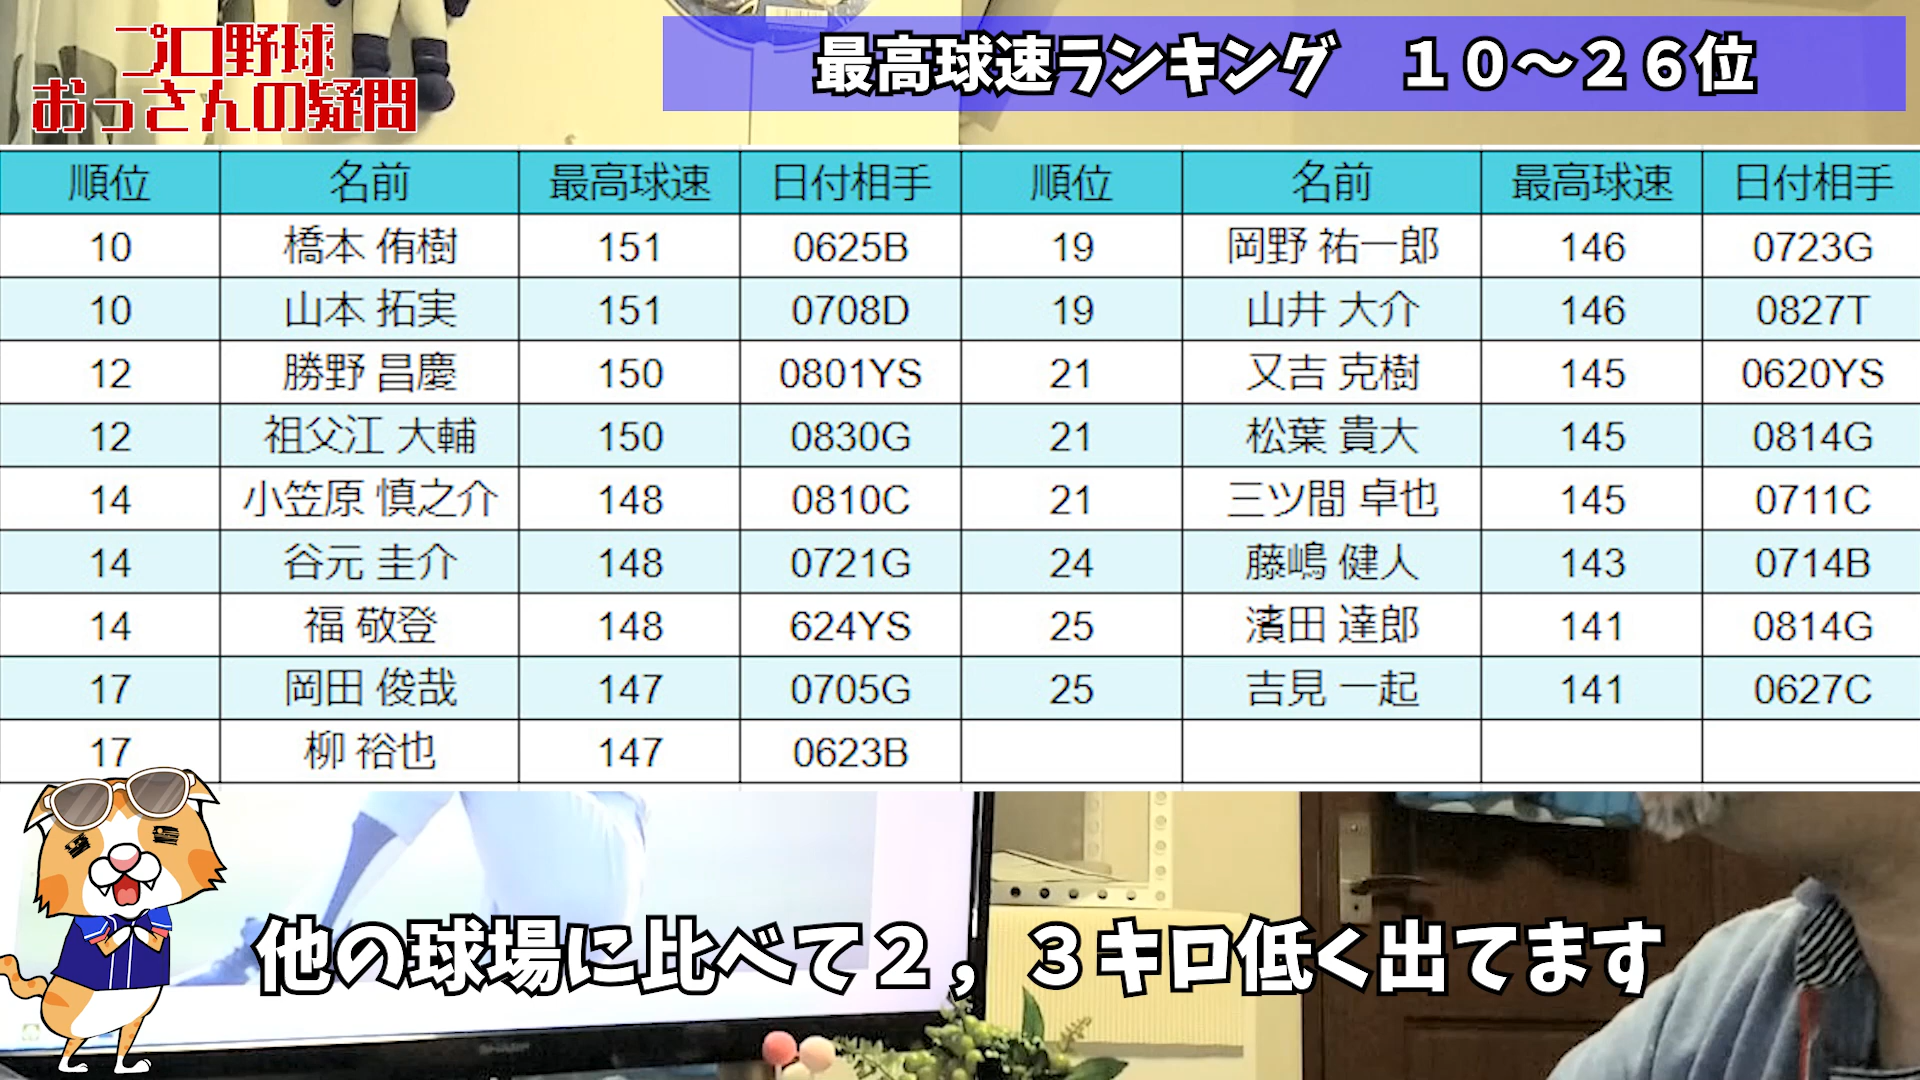 プロ野球
おっさんの疑問
最高球速ランキング　１０～２６位
順位 名前 最高球速 日付相手 順位 名前 最高球速 日付相手
10 橋本 侑樹 151 0625B 19 岡野 祐一郎 146 0723G
10 山本 拓実 151 0708D 19 山井 大介 146 0827T
12 勝野 昌慶 150 0801YS 21 又吉 克樹 145 0620YS
12 祖父江 大輔 150 0830G 21 松葉 貴大 145 0814G
14 小笠原 慎之介 148 0810C 21 三ツ間 卓也 145 0711C
14 谷元 圭介 148 0721G 24 藤嶋 健人 143 0714B
14 福 敬登 148 624YS 25 濱田 達郎 141 0814G
17 岡田 俊哉 147 0705G 25 吉見 一起 141 0627C
17 柳 裕也 147 0623B
他の球場に比べて２，３キロ低く出てます